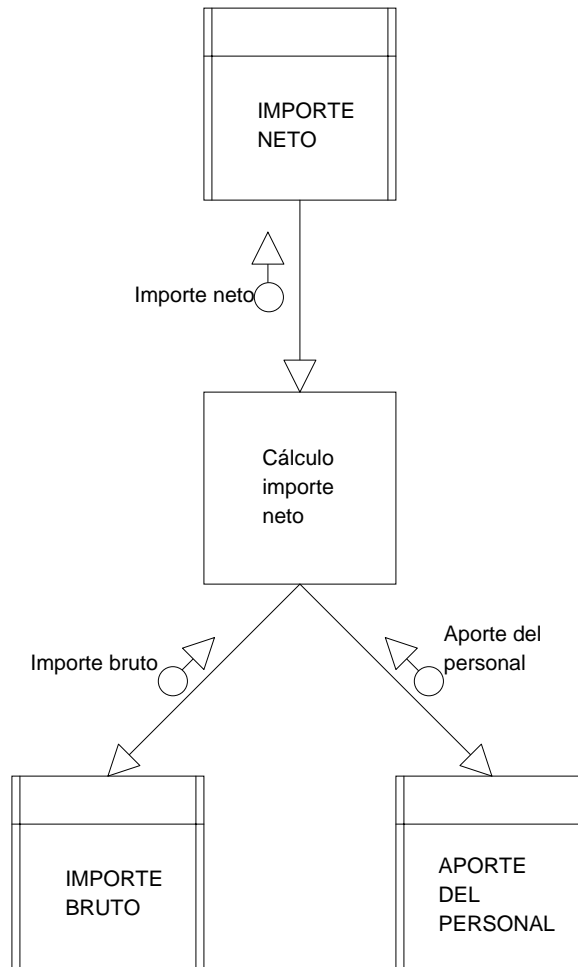 IMPORTE
NETO
Importe neto
Cálculo
importe
neto
Importe bruto
Aporte del
personal
IMPORTE
BRUTO
APORTE
DEL
PERSONAL